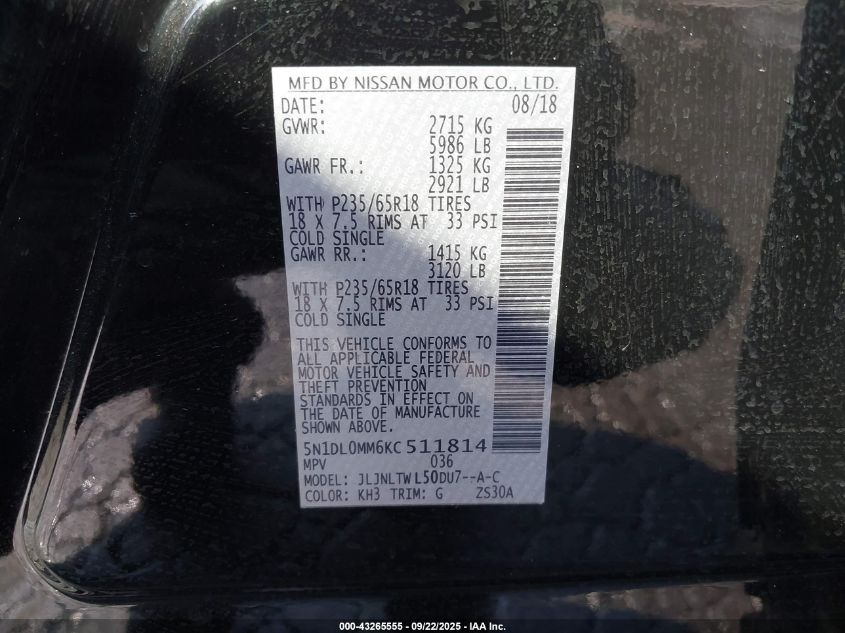 MFD BY NISSAN MOTOR CO., LTD.
DATE: 08/18
GVWR: 2715 KG
5986 LB
GAWR FR.: 1325 KG
2921 LB
WITH P235/65R18 TIRES
18 X 7.5 RIMS AT 33 PSI
COLD SINGLE
GAWR RR.: 1415 KG
3120 LB
WITH P235/65R18 TIRES
18 X 7.5 RIMS AT 33 PSI
COLD SINGLE
THIS VEHICLE CONFORMS TO
ALL APPLICABLE FEDERAL
MOTOR VEHICLE SAFETY AND
THEFT PREVENTION
STANDARDS IN EFFECT ON
THE DATE OF MANUFACTURE
SHOWN ABOVE.
5N1DL0MM6KC511814
MPV 036
MODEL: JLJNLTWL50DU7--A-C
COLOR: KH3 TRIM: G ZS30A
000-43265555 - 09/22/2025 - IAA Inc.